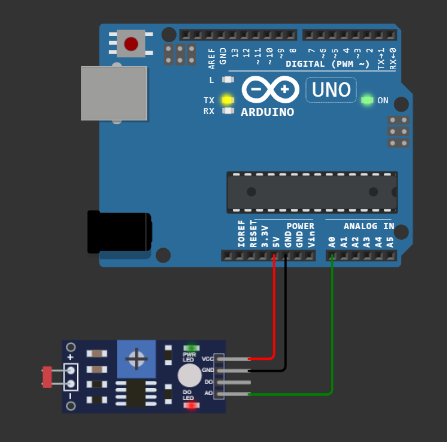 AREF
GND
13
12
~11
~10
~9
8
7
~6
~5
4
~3
2
TX→1
RX←0
DIGITAL (PWM ~)
L
TX
RX
UNO
ARDUINO
ON
IOREF
RESET
3.3V
5V
GND
GND
Vin
POWER
ANALOG IN
A0
A1
A2
A3
A4
A5
+
-
PWR
LED
DO
LED
VCC
GND
DO
AO